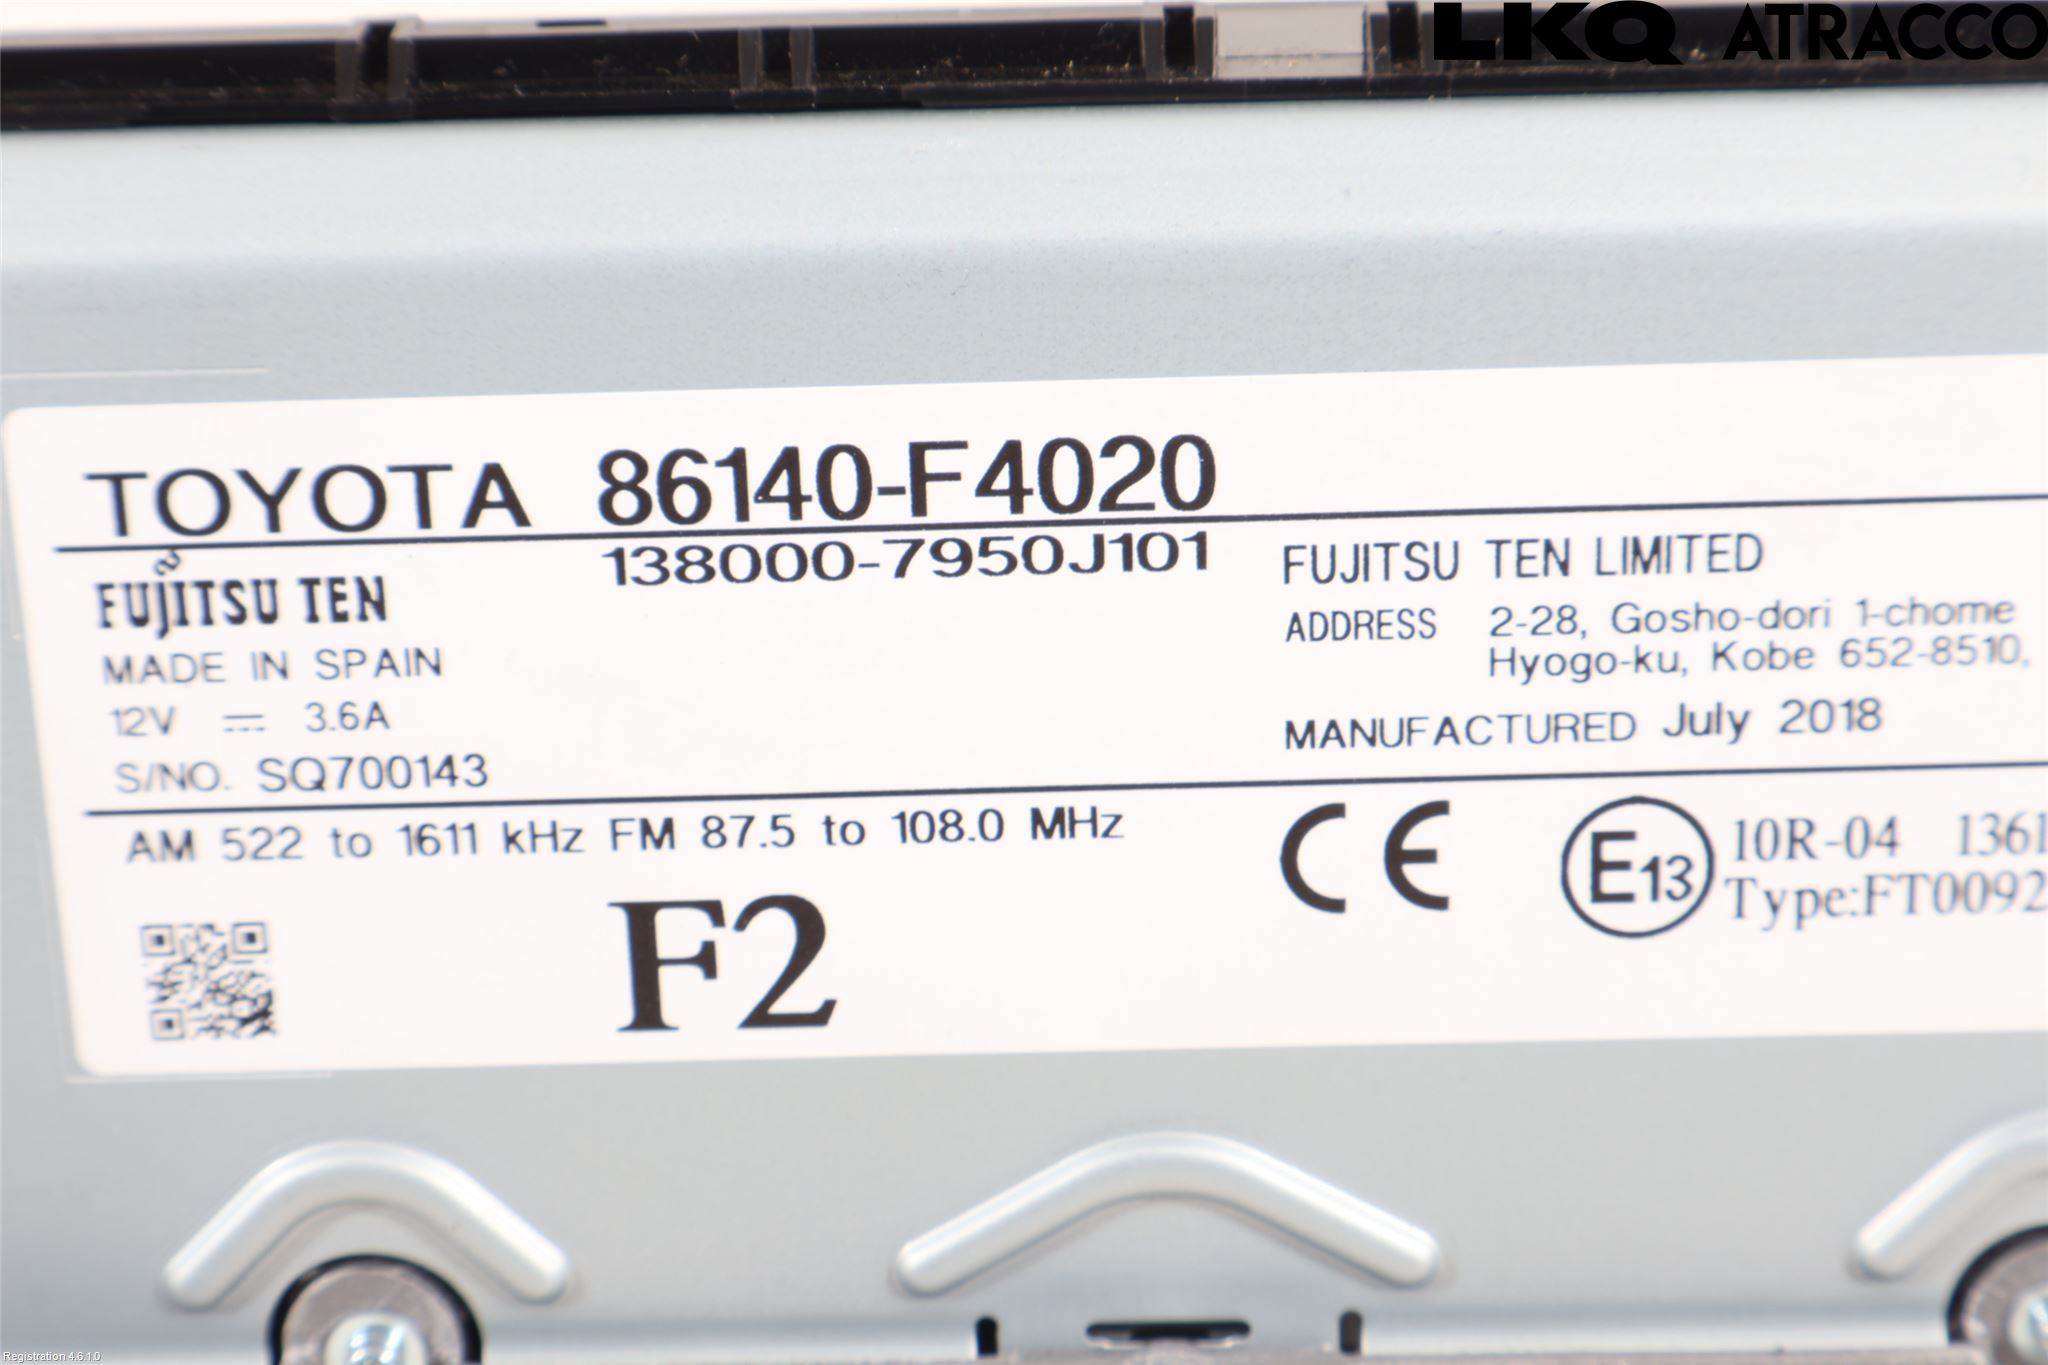 LKQ ATRACCO
TOYOTA 86140-F4020
FUJITSU TEN 138000-7950J101
MADE IN SPAIN
12V ⎓ 3.6A
S/NO. SQ700143
FUJITSU TEN LIMITED
ADDRESS 2-28, Gosho-dori 1-chome
Hyogo-ku, Kobe 652-8510,
MANUFACTURED July 2018
AM 522 to 1611 kHz FM 87.5 to 108.0 MHz
F2
CE
E13
10R-04 1361
Type:FT0092
Registration 4.6.1.0